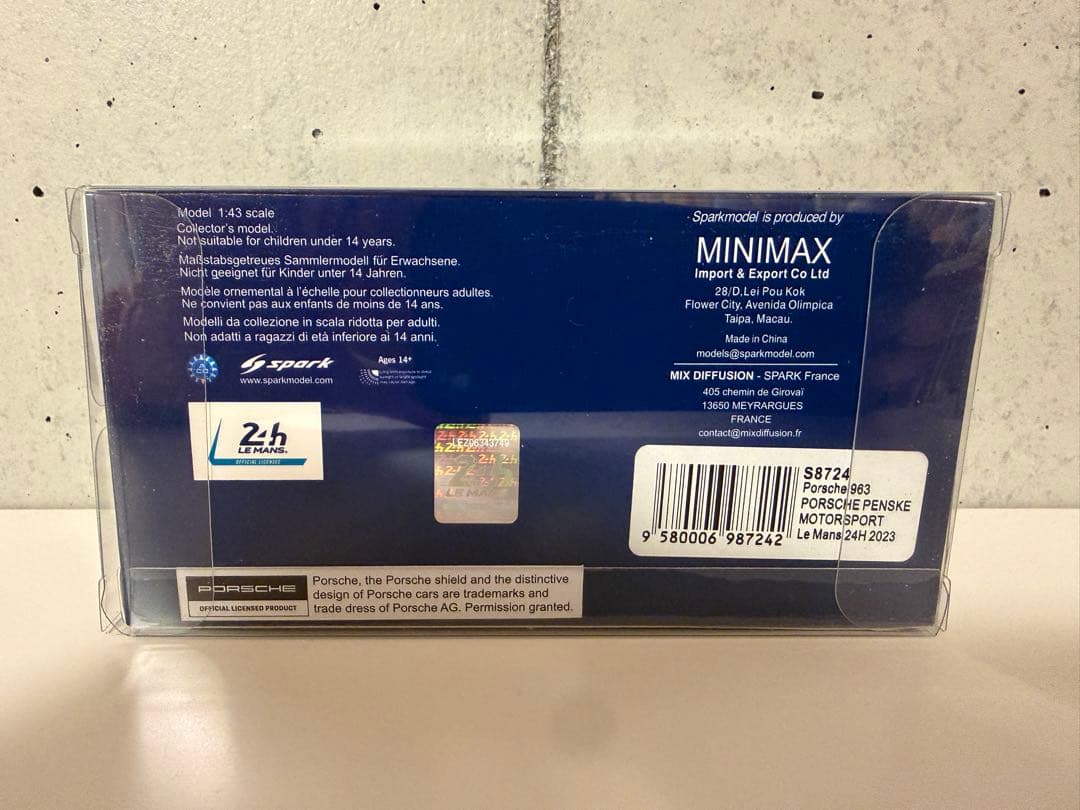 Model 1:43 scale
Collector's model.
Not suitable for children under 14 years.
Maßstabsgetreues Sammlermodell für Erwachsene.
Nicht geeignet für Kinder unter 14 Jahren.
Modèle ornemental à l'échelle pour collectionneurs adultes.
Ne convient pas aux enfants de moins de 14 ans.
Modelli da collezione in scala ridotta per adulti.
Non adatti a ragazzi di età inferiore ai 14 anni.
spark
www.sparkmodel.com
Ages 14+
24h
LE MANS
OFFICIAL LICENSEE
LEZ06343749
24h
LE MANS
Sparkmodel is produced by
MINIMAX
Import & Export Co Ltd
28/D,Lei Pou Kok
Flower City, Avenida Olimpica
Taipa, Macau.
Made in China
models@sparkmodel.com
MIX DIFFUSION - SPARK France
405 chemin de Girovaï
13650 MEYRARGUES
FRANCE
contact@mixdiffusion.fr
S8724
Porsche 963
PORSCHE PENSKE
MOTORSPORT
Le Mans 24H 2023
9 580006 987242
PORSCHE
OFFICIAL LICENSED PRODUCT
Porsche, the Porsche shield and the distinctive
design of Porsche cars are trademarks and
trade dress of Porsche AG. Permission granted.